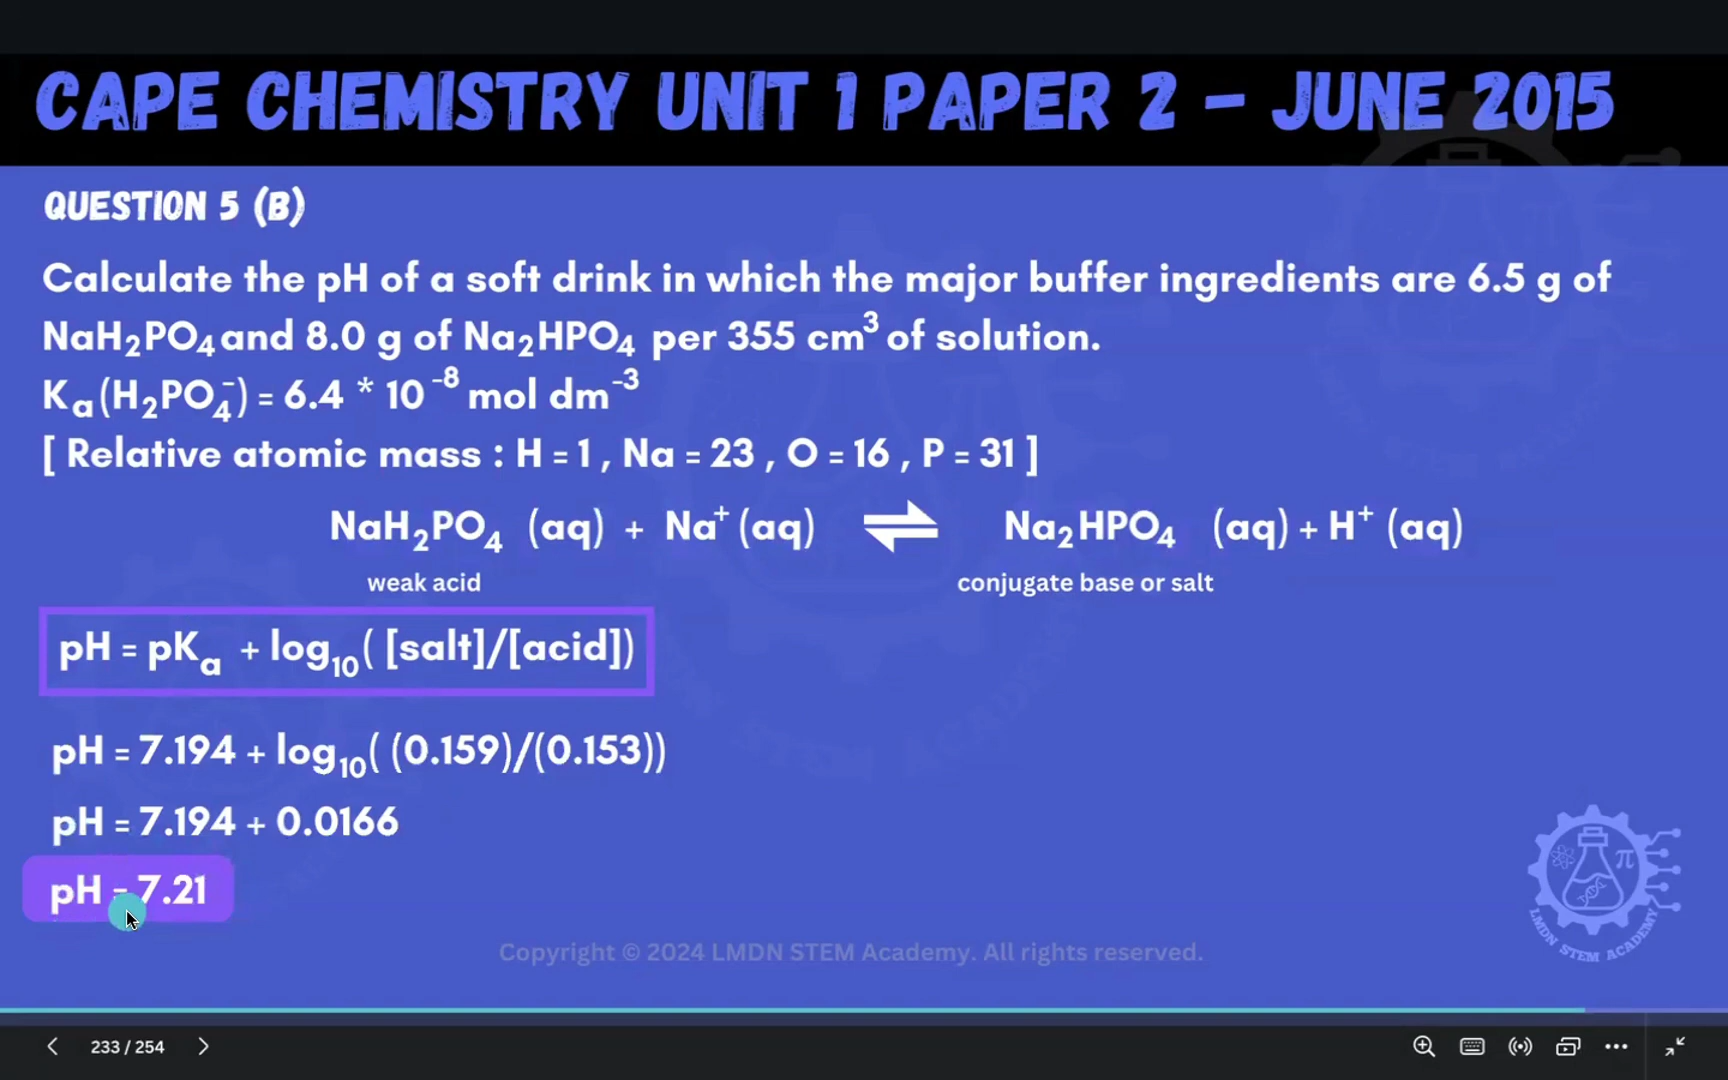 CAPE CHEMISTRY UNIT 1 PAPER 2 – JUNE 2015
QUESTION 5 (B)
Calculate the pH of a soft drink in which the major buffer ingredients are 6.5 g of
NaH₂PO₄ and 8.0 g of Na₂HPO₄ per 355 cm³ of solution.
Kₐ(H₂PO₄⁻) = 6.4 * 10⁻⁸ mol dm⁻³
[ Relative atomic mass : H = 1 , Na = 23 , O = 16 , P = 31 ]
NaH₂PO₄ (aq) + Na⁺ (aq) ⇌ Na₂HPO₄ (aq) + H⁺ (aq)
weak acid conjugate base or salt
pH = pKₐ + log₁₀( [salt]/[acid])
pH = 7.194 + log₁₀( (0.159)/(0.153))
pH = 7.194 + 0.0166
pH = 7.21
π
LMDN STEM ACADEMY
Copyright © 2024 LMDN STEM Academy. All rights reserved.
233 / 254